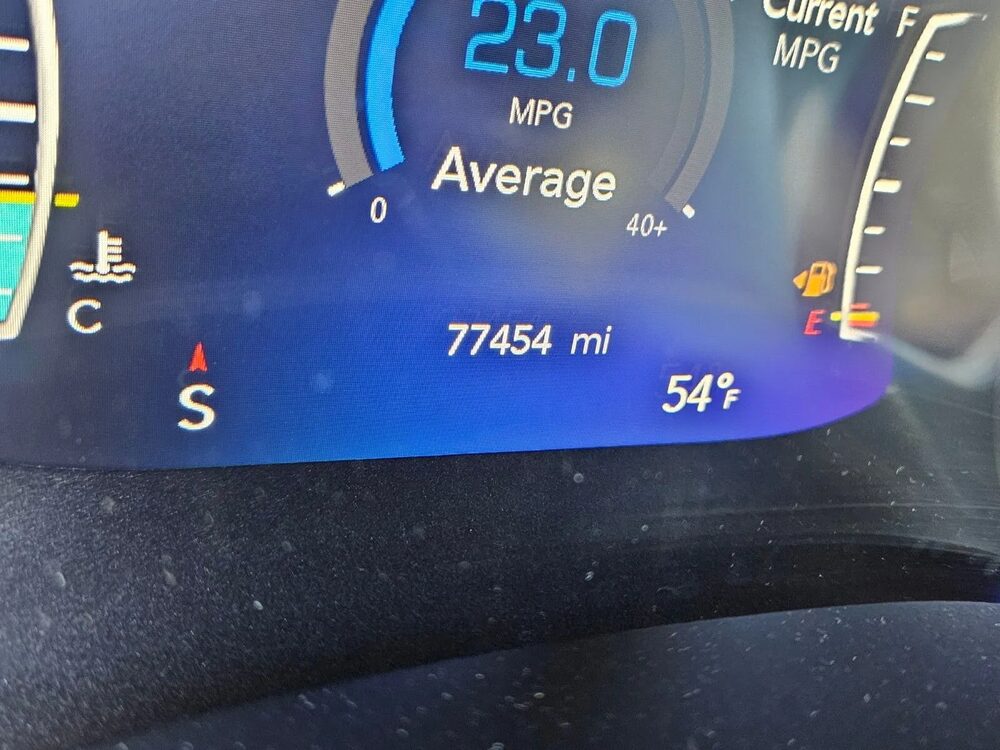 23.0
MPG
Average
0
40+
Current
MPG
F
E
C
S
77454 mi
54°F